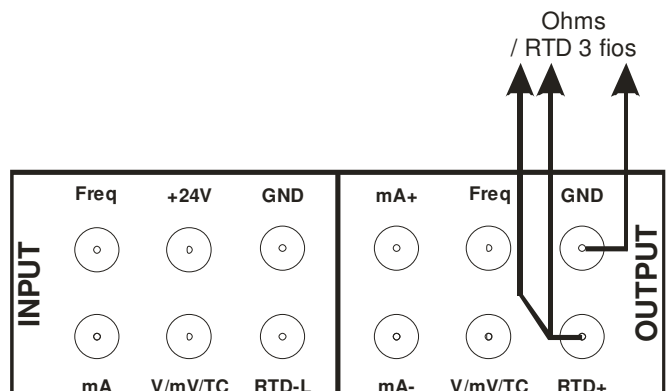 Ohms
/ RTD 3 fios
Freq +24V GND mA+ Freq GND
INPUT OUTPUT
mA V/mV/TC RTD-L mA- V/mV/TC RTD+